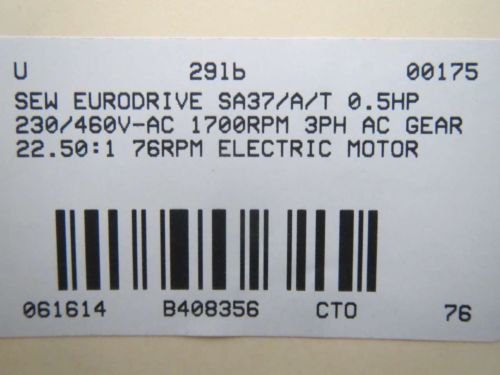 U 29lb 00175
SEW EURODRIVE SA37/A/T 0.5HP
230/460V-AC 1700RPM 3PH AC GEAR
22.50:1 76RPM ELECTRIC MOTOR
061614 B408356 CTO 76